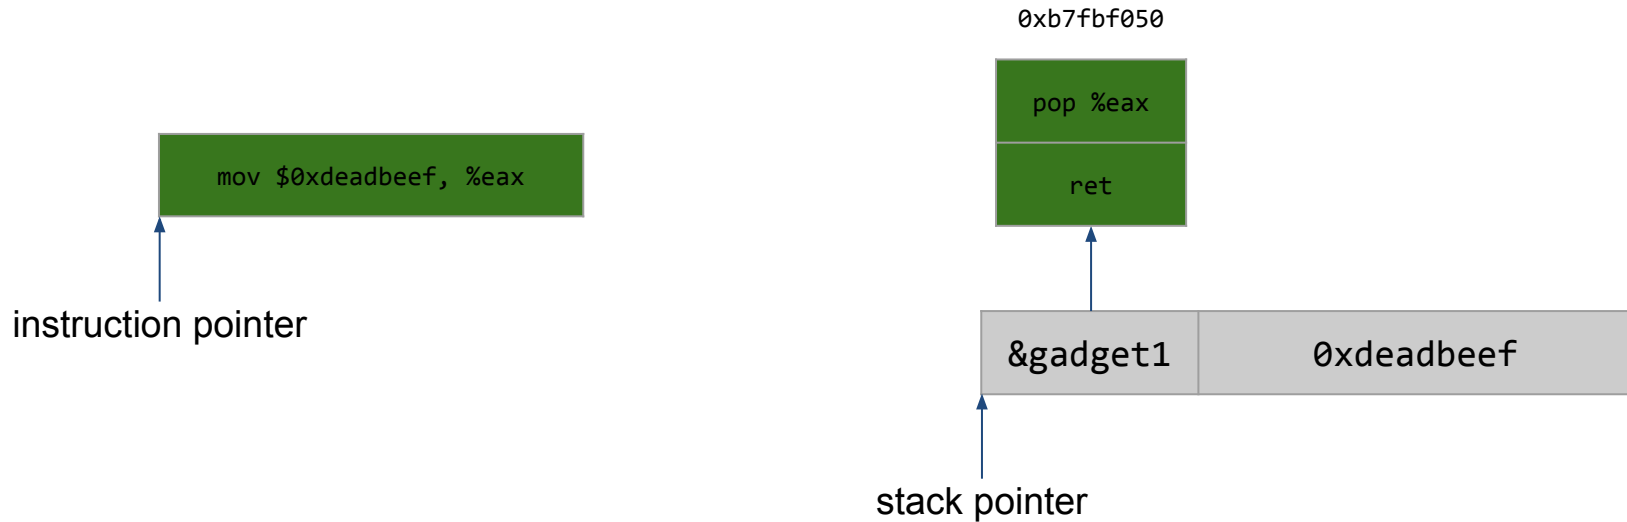 mov $0xdeadbeef, %eax
instruction pointer
0xb7fbf050
pop %eax
ret
&gadget1
0xdeadbeef
stack pointer